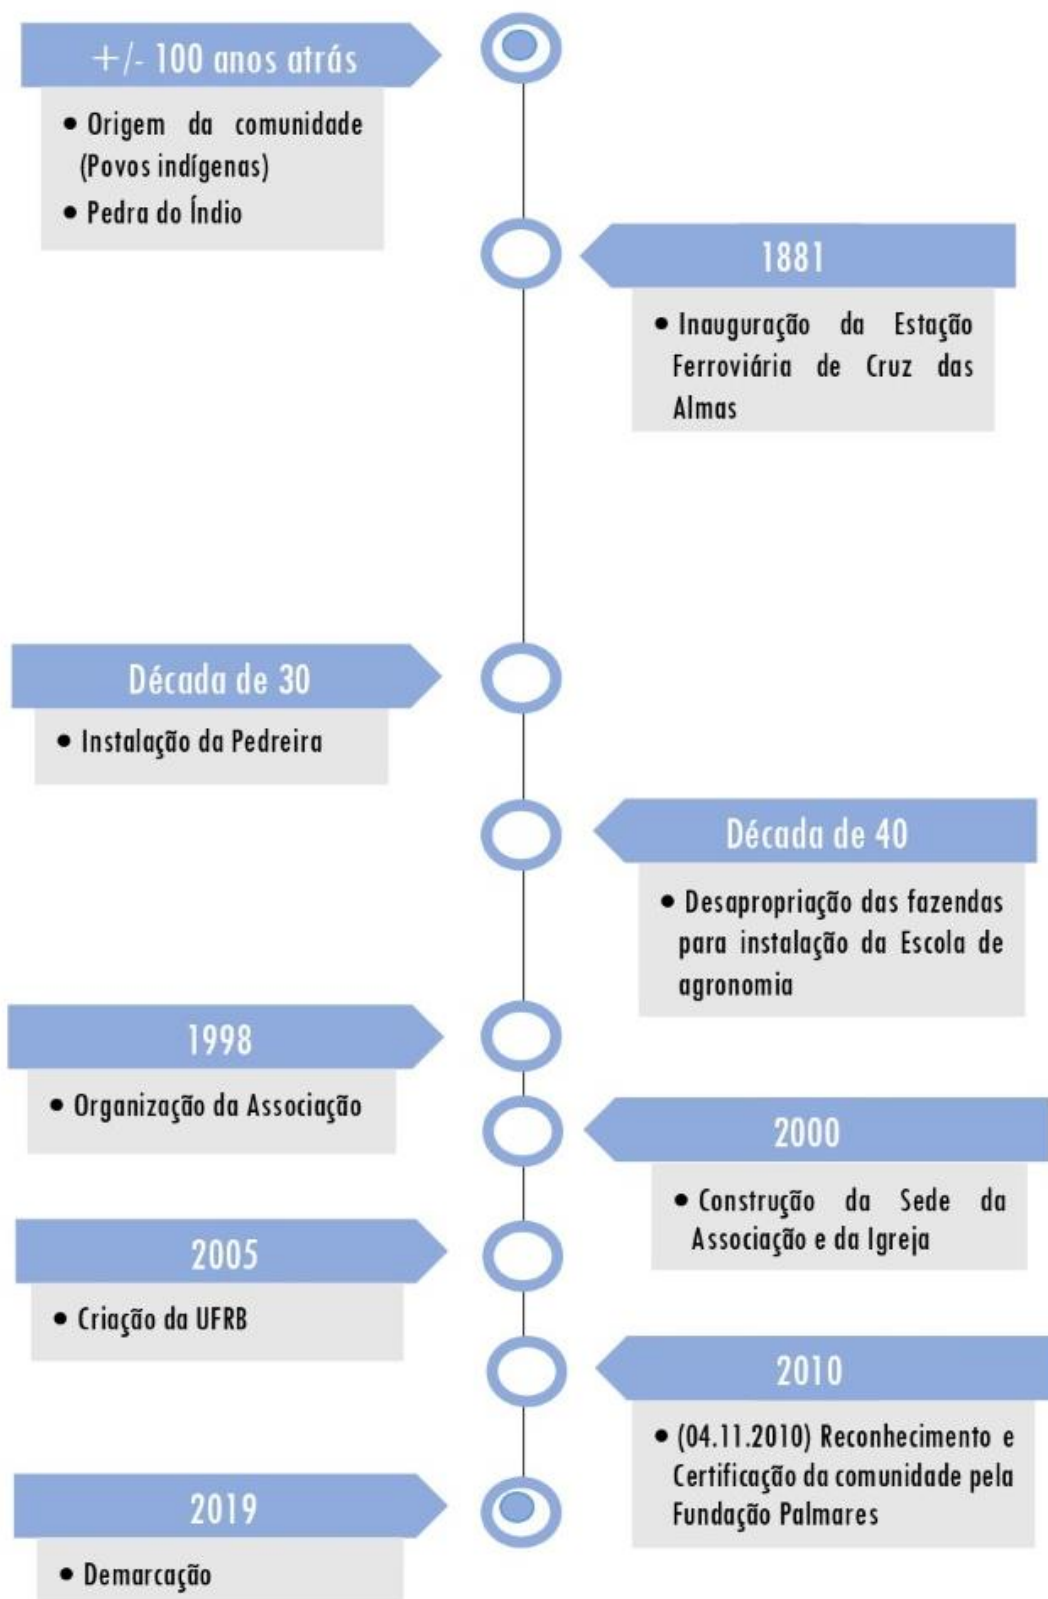 +/- 100 anos atrás
• Origem da comunidade
(Povos indígenas)
• Pedra do Índio
1881
• Inauguração da Estação
Ferroviária de Cruz das
Almas
Década de 30
• Instalação da Pedreira
Década de 40
• Desapropriação das fazendas
para instalação da Escola de
agronomia
1998
• Organização da Associação
2000
• Construção da Sede da
Associação e da Igreja
2005
• Criação da UFRB
2010
• (04.11.2010) Reconhecimento e
Certificação da comunidade pela
Fundação Palmares
2019
• Demarcação